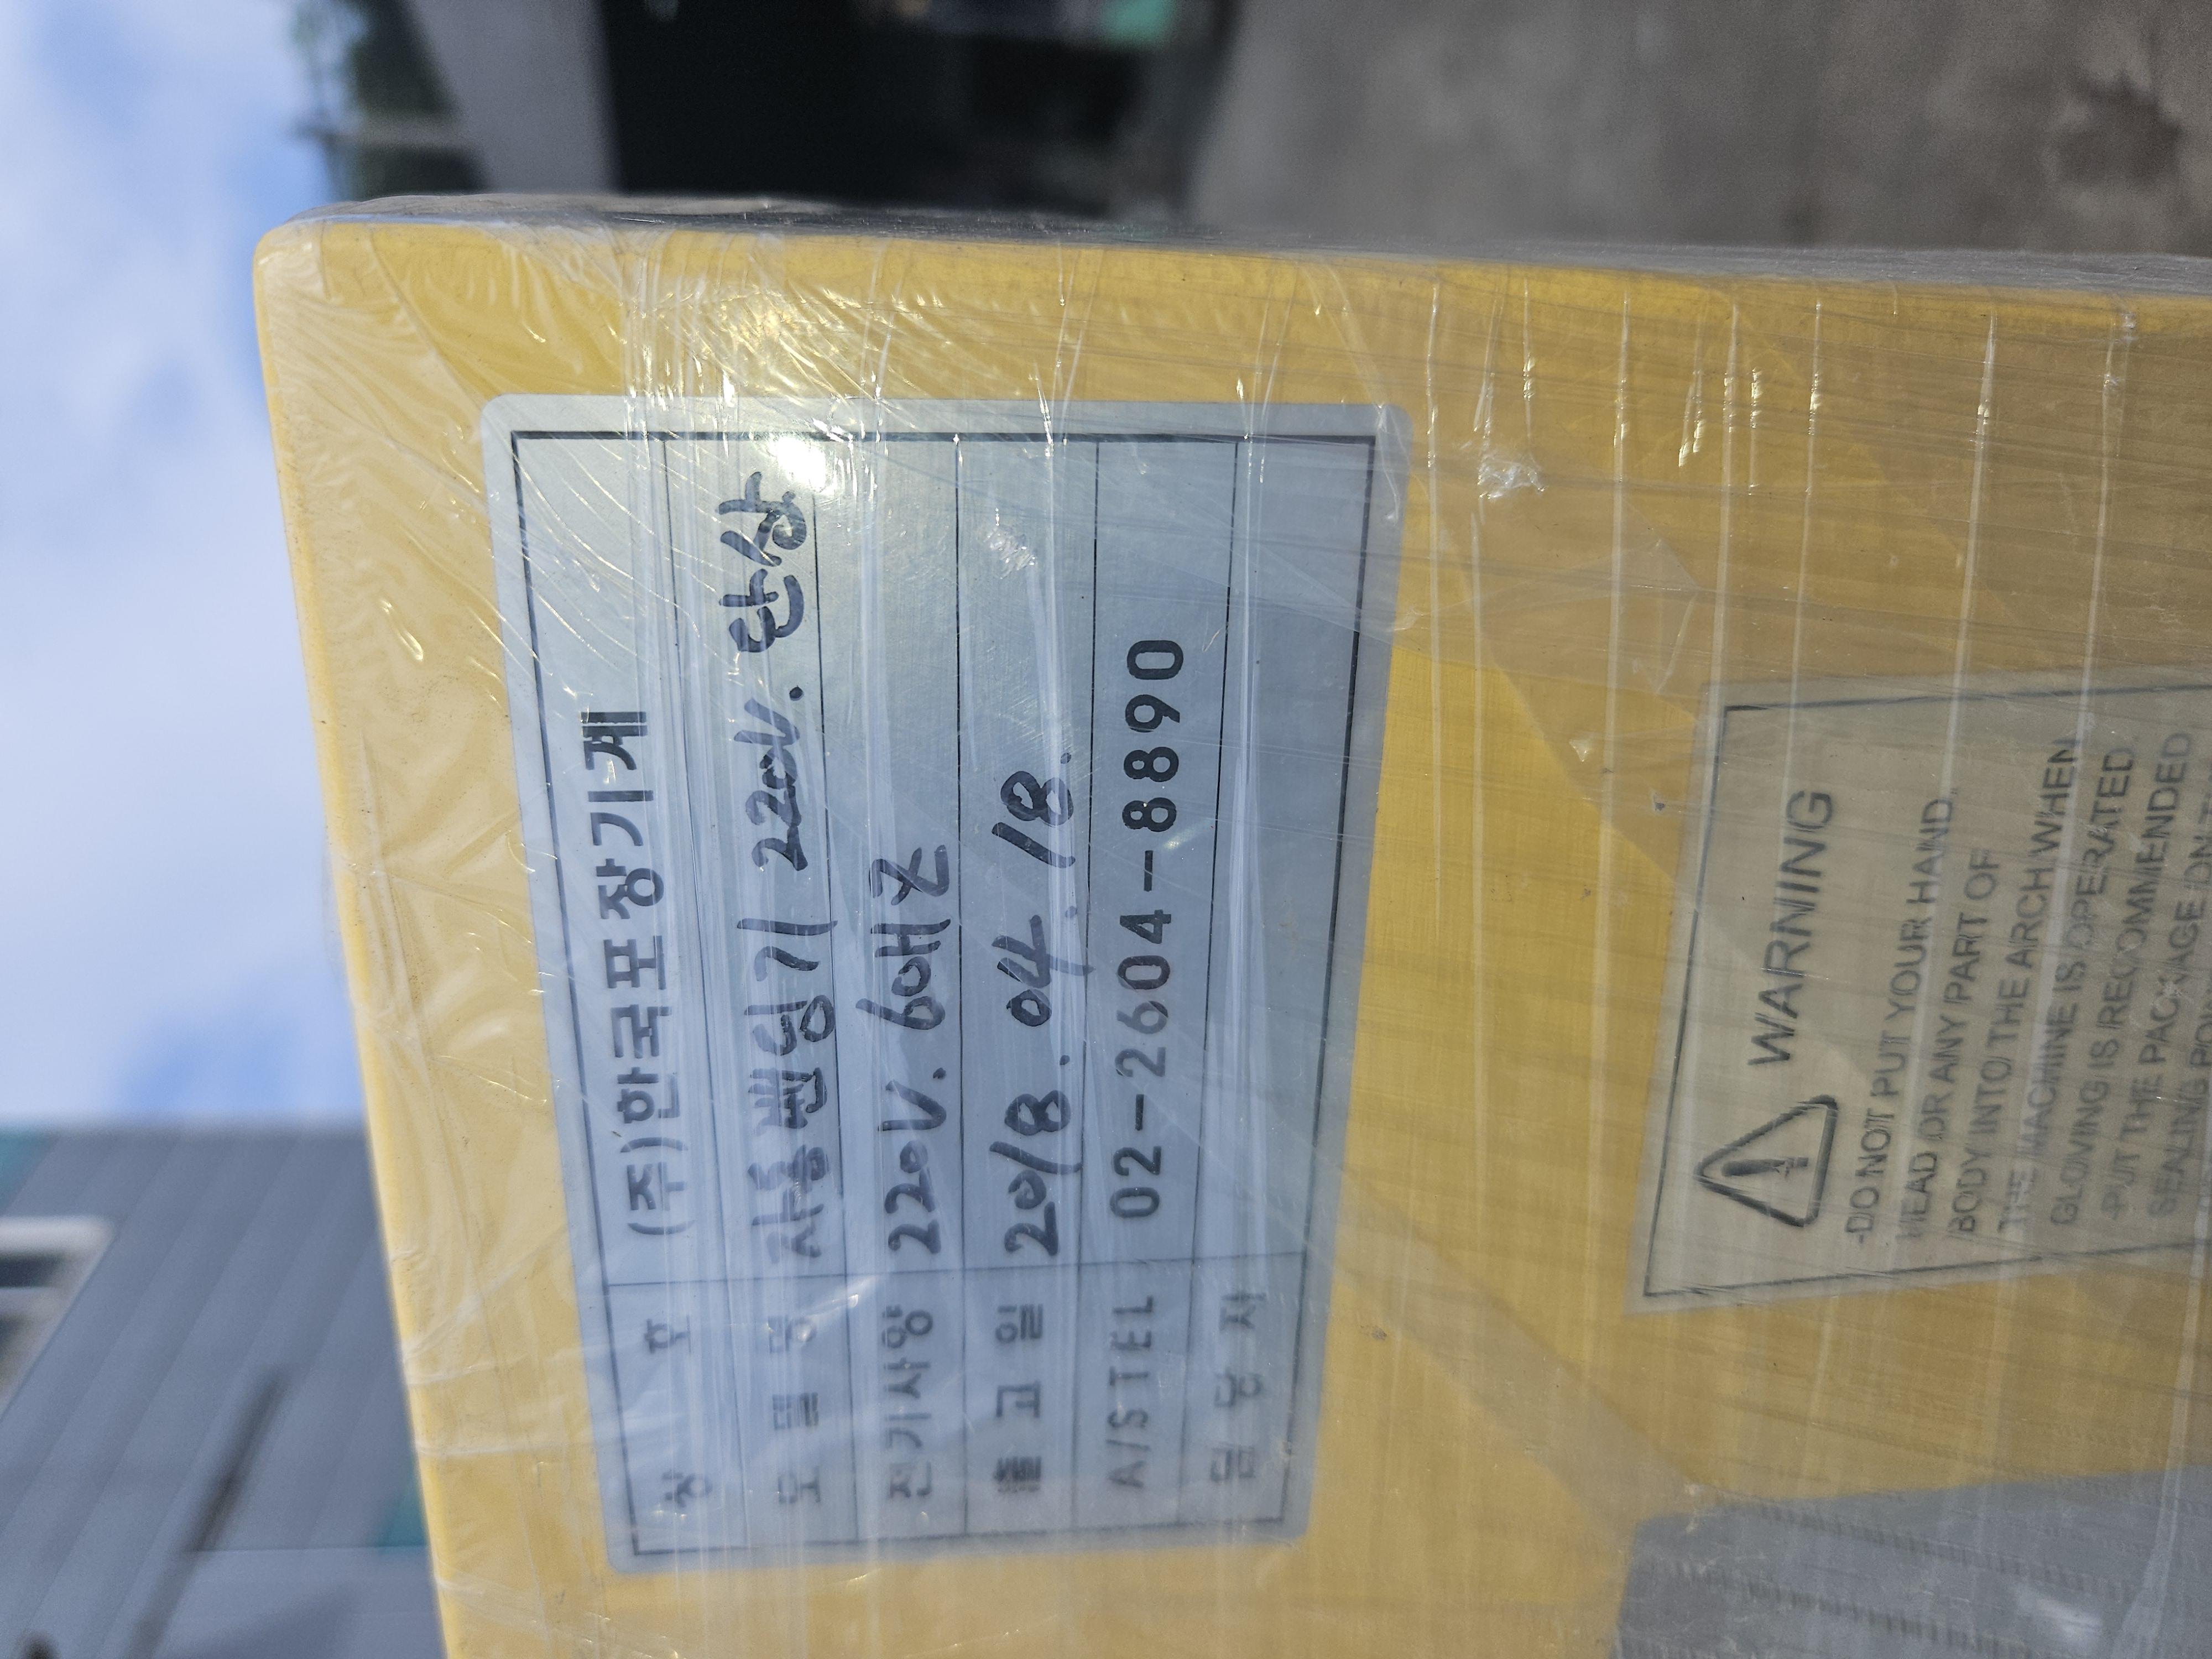 상 호 (주)한국포장기계
모 델 명 자동밴딩기 220V. 단상
전기사양 220V. 60HZ
출 고 일 2018. 04. 18.
A/S TEL 02-2604-8890
담 당 자
WARNING
-DO NOT PUT YOUR HAND,
HEAD OR ANY PART OF
BODY INTO THE ARCH WHEN
THE MACHINE IS OPERATED.
GLOVING IS RECOMMENDED
-PUT THE PACKAGE ON
SEALING